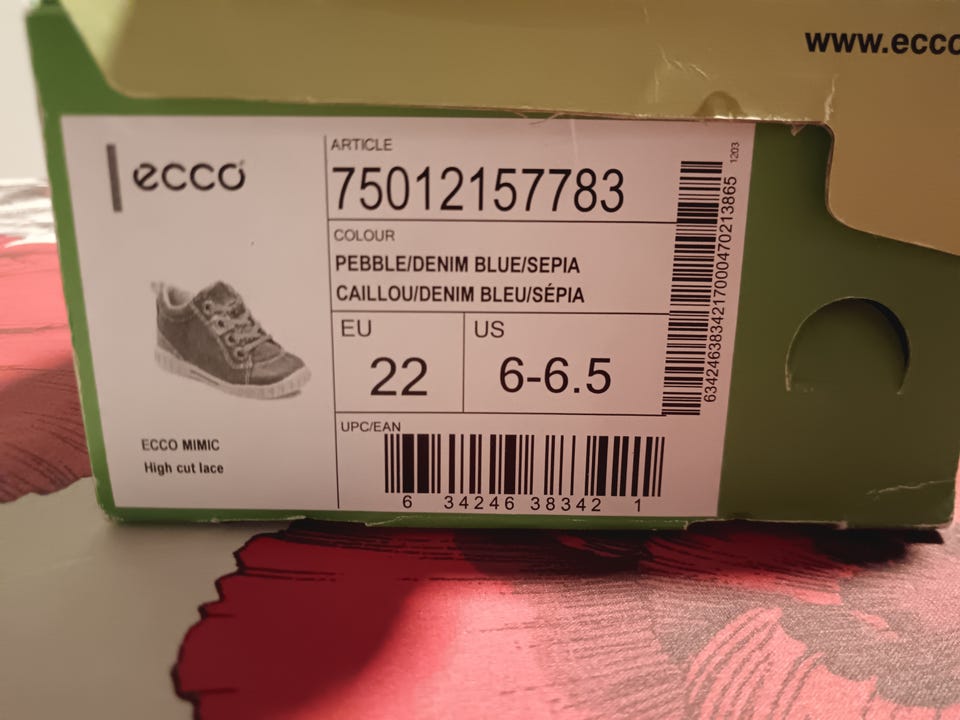 www.ecco
ecco
ARTICLE
75012157783
COLOUR
PEBBLE/DENIM BLUE/SEPIA
CAILLOU/DENIM BLEU/SÉPIA
EU
22
US
6-6.5
UPC/EAN
6 34246 38342 1
ECCO MIMIC
High cut lace
6342463834217000470213865
1203